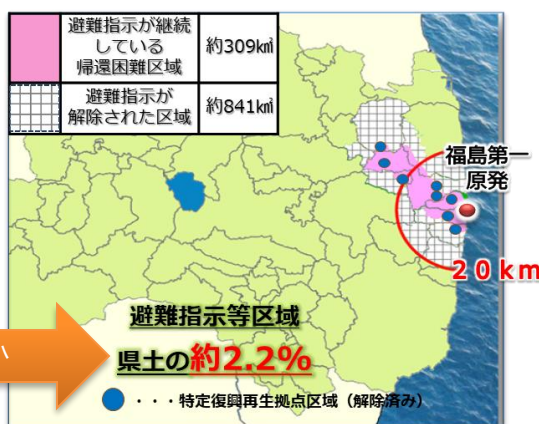 避難指示が継続
している
帰還困難区域
約309㎢
避難指示が
解除された区域
約841㎢
福島第一
原発
20km
避難指示等区域
県土の約2.2%
・・・特定復興再生拠点区域（解除済み）